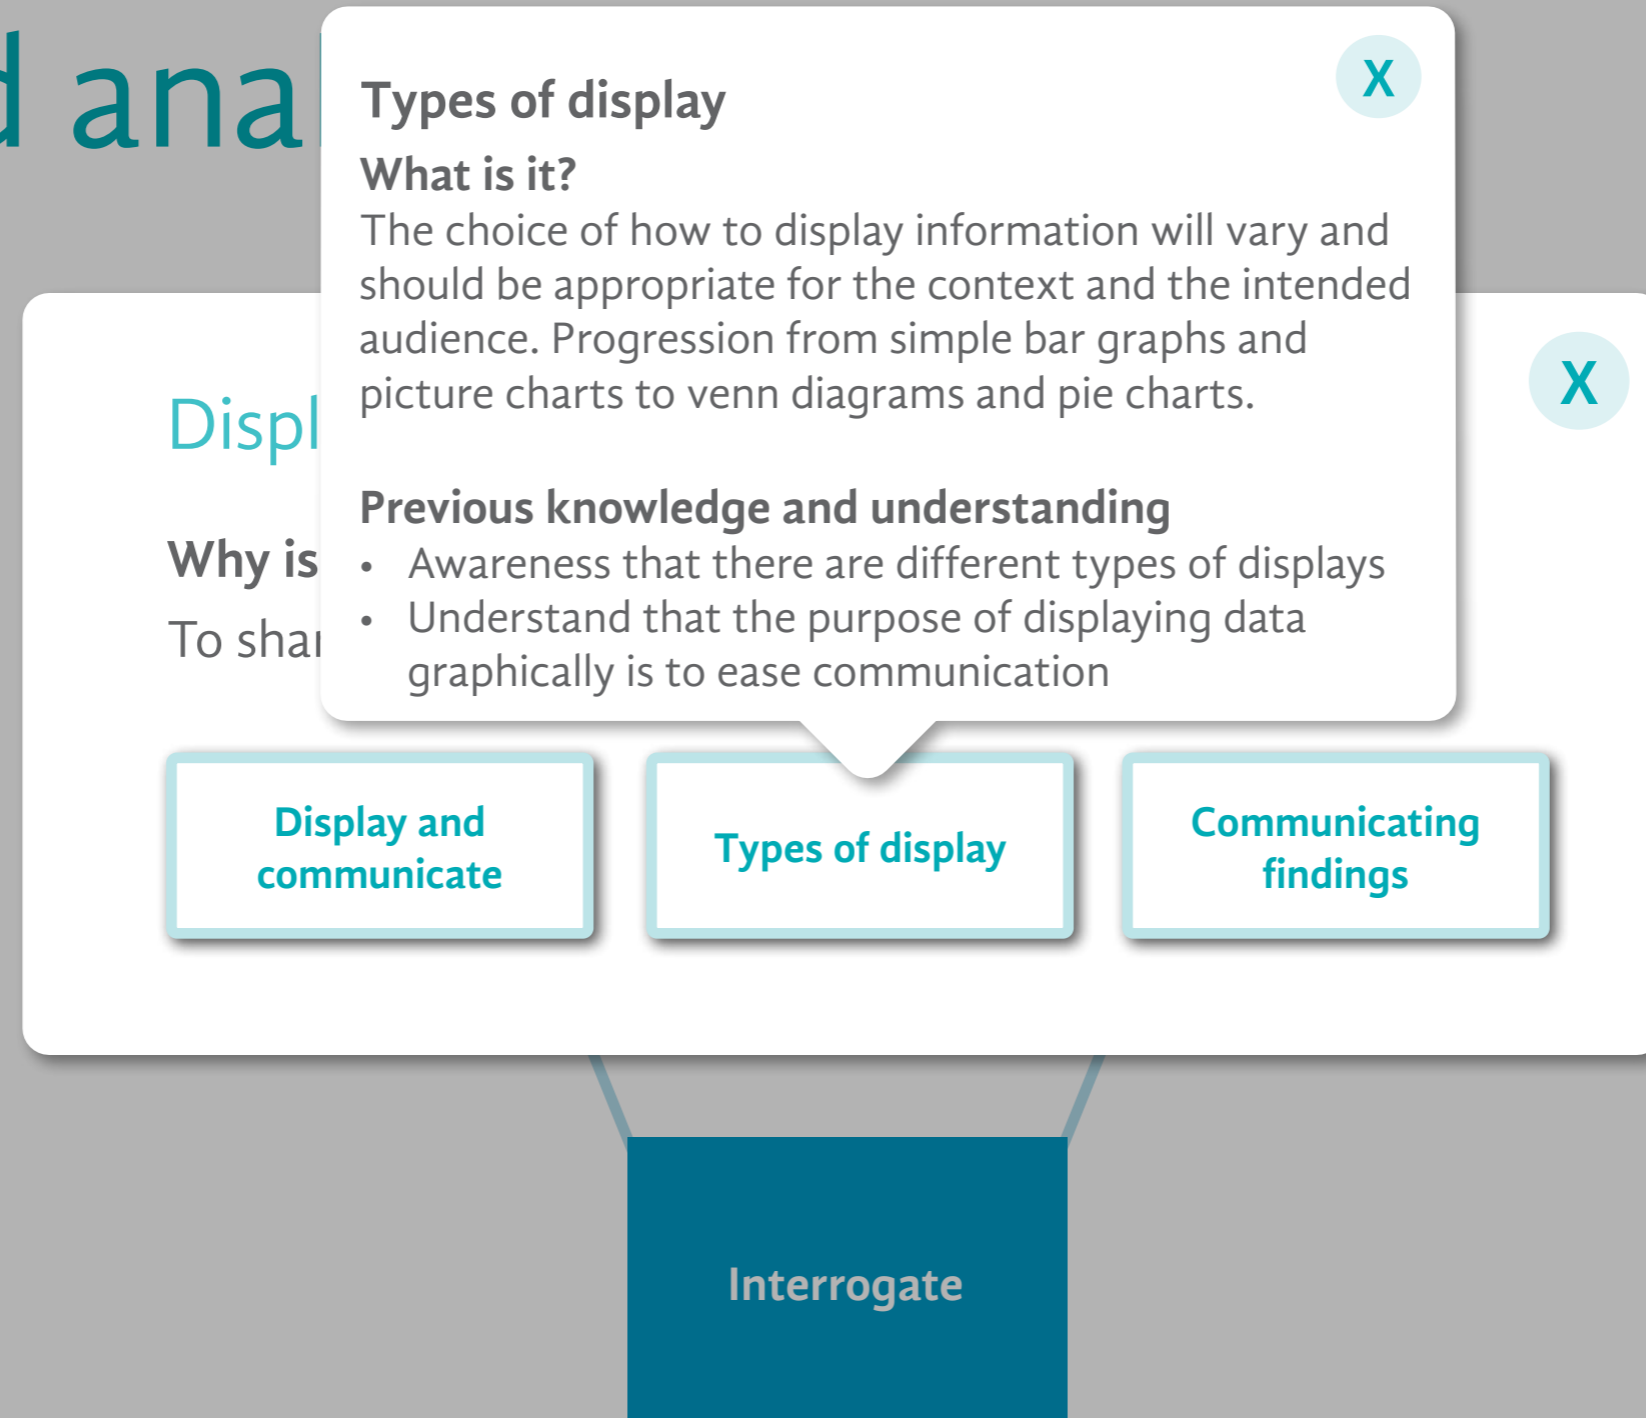 ana
Types of display
X
What is it?
The choice of how to display information will vary and
should be appropriate for the context and the intended
audience. Progression from simple bar graphs and
picture charts to venn diagrams and pie charts.
X
Previous knowledge and understanding
Why is
• Awareness that there are different types of displays
To
• Understand that the purpose of displaying data
graphically is to ease communication
Display and
communicate
Types of display
Communicating
findings
Interrogate